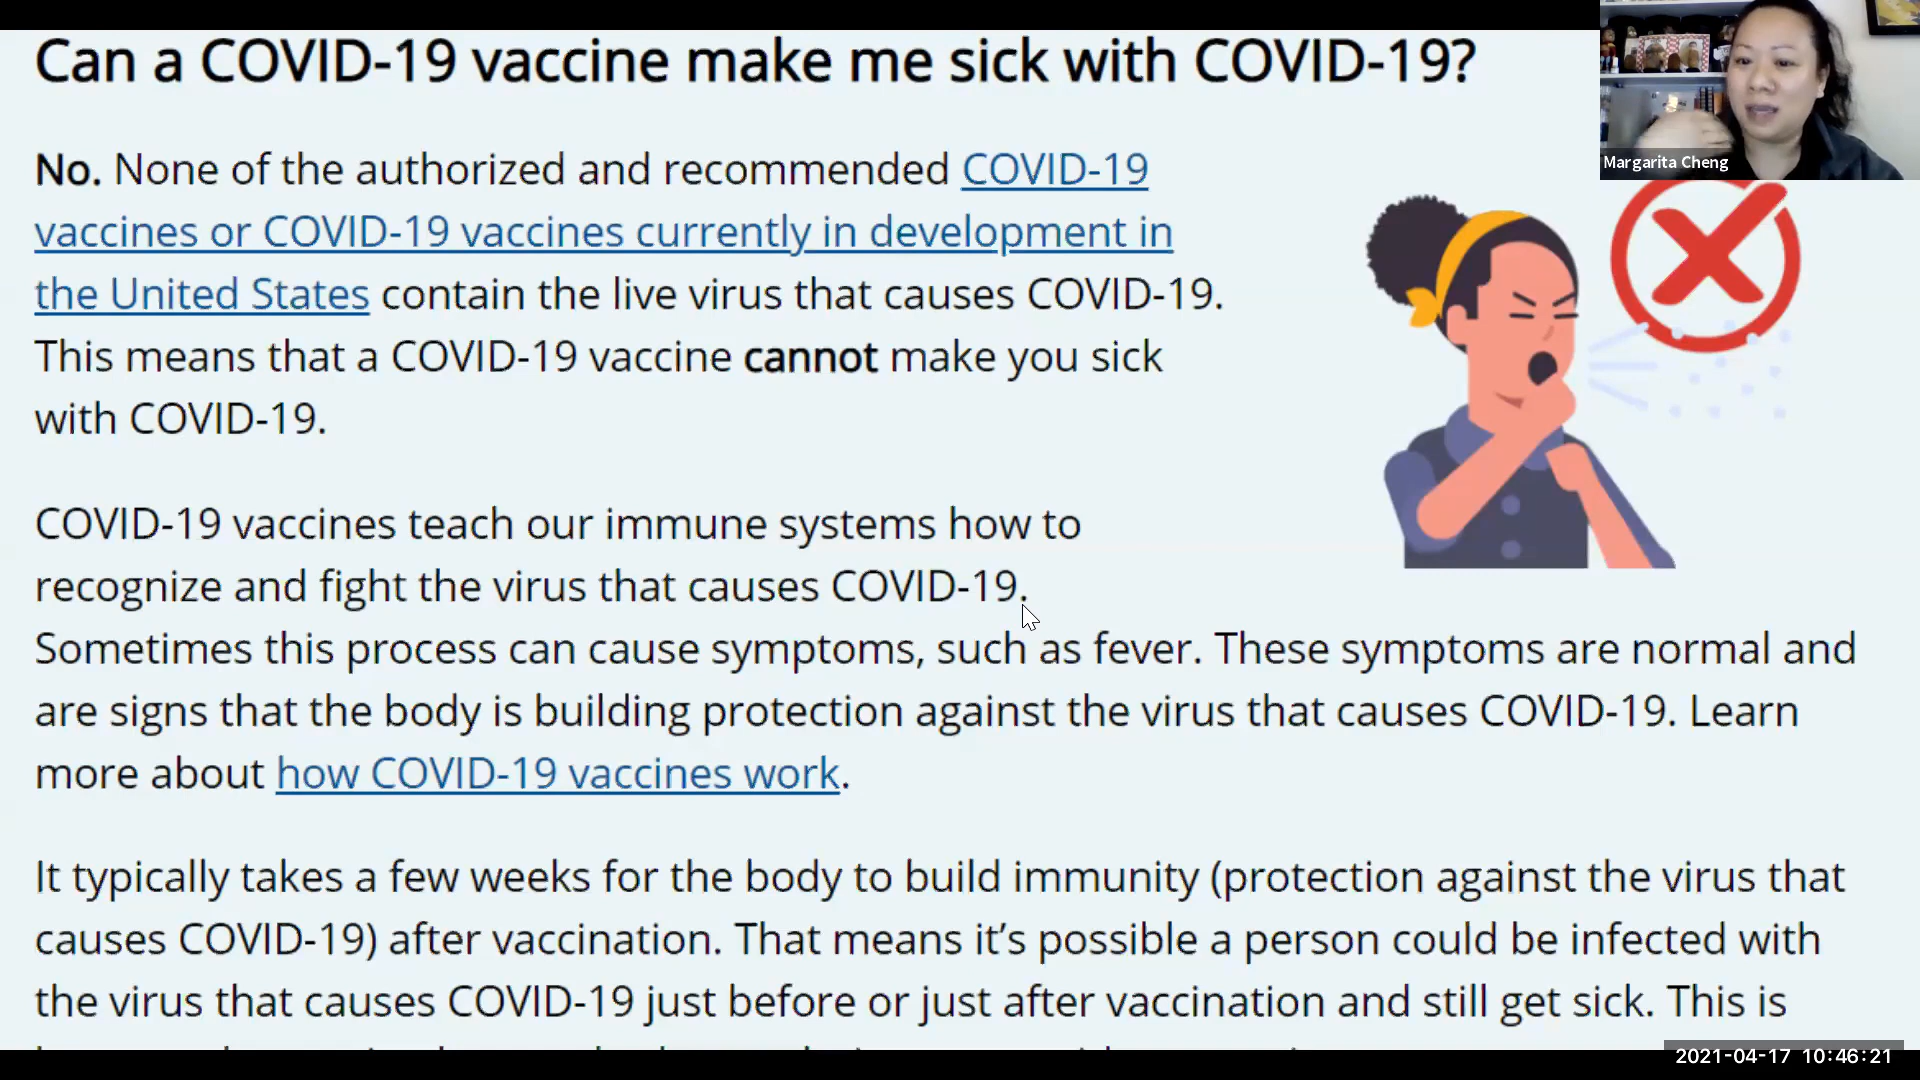 Can a COVID-19 vaccine make me sick with COVID-19?
Margarita Cheng
No. None of the authorized and recommended COVID-19
vaccines or COVID-19 vaccines currently in development in
the United States contain the live virus that causes COVID-19.
This means that a COVID-19 vaccine cannot make you sick
with COVID-19.
COVID-19 vaccines teach our immune systems how to
recognize and fight the virus that causes COVID-19.
Sometimes this process can cause symptoms, such as fever. These symptoms are normal and
are signs that the body is building protection against the virus that causes COVID-19. Learn
more about how COVID-19 vaccines work.
It typically takes a few weeks for the body to build immunity (protection against the virus that
causes COVID-19) after vaccination. That means it’s possible a person could be infected with
the virus that causes COVID-19 just before or just after vaccination and still get sick. This is
2021-04-17 10:46:21